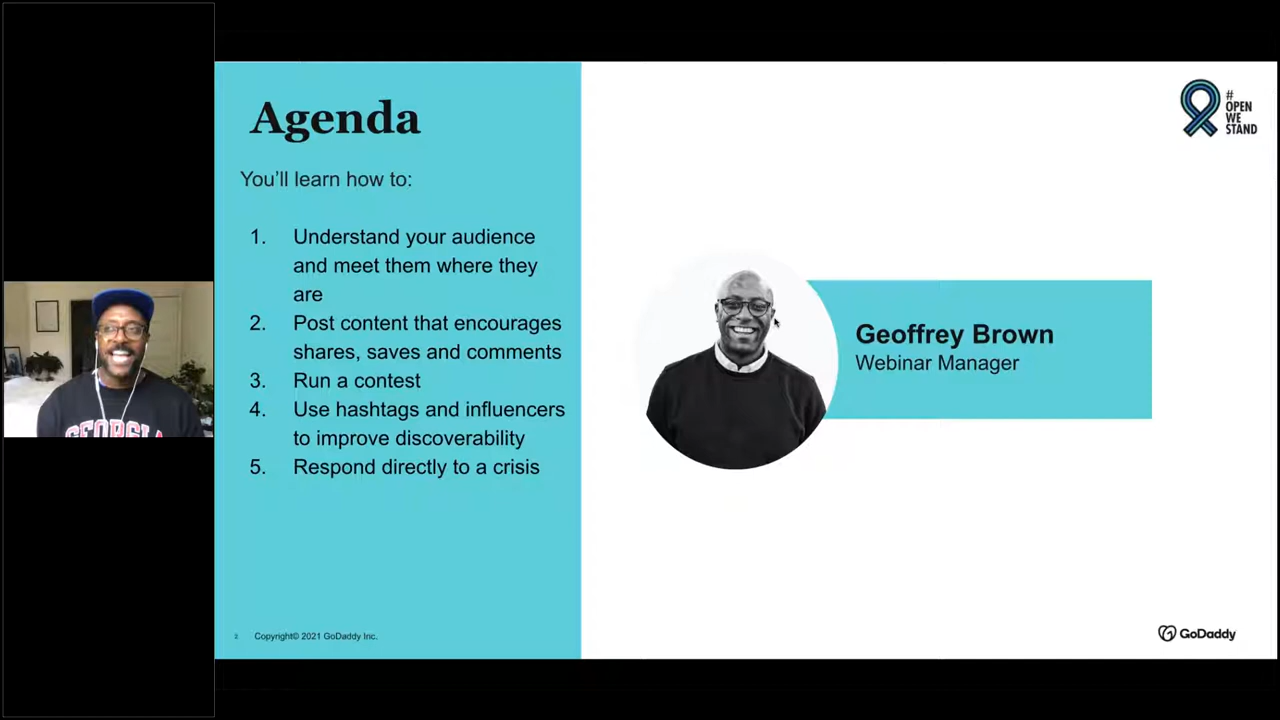 Agenda
You'll learn how to:
1. Understand your audience
and meet them where they
are
2. Post content that encourages
shares, saves and comments
3. Run a contest
4. Use hashtags and influencers
to improve discoverability
5. Respond directly to a crisis
2 Copyright© 2021 GoDaddy Inc.
#
OPEN
WE
STAND
Geoffrey Brown
Webinar Manager
GoDaddy
GEORGIA